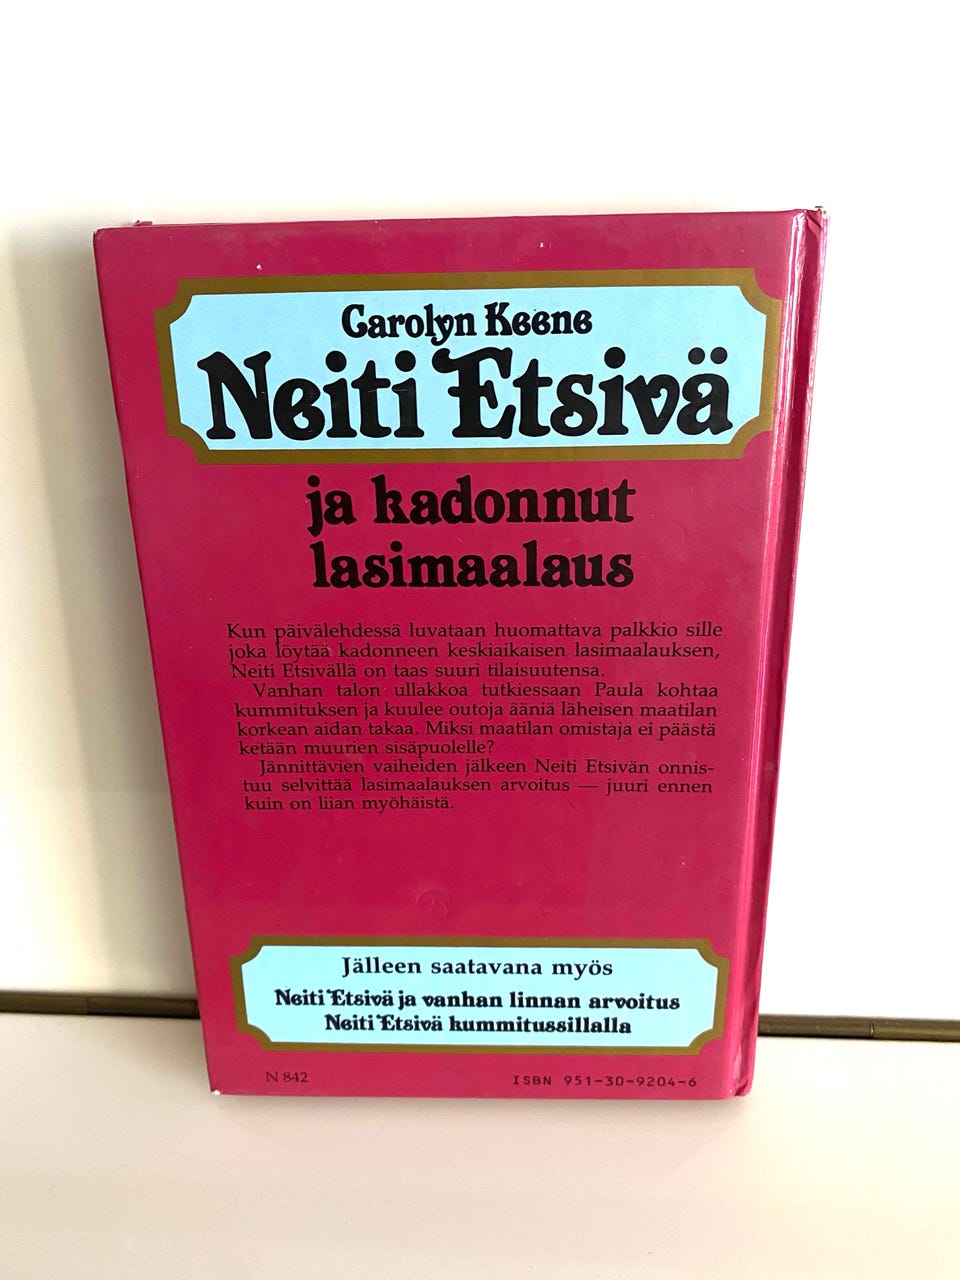 Carolyn Keene
Neiti Etsivä
ja kadonnut
lasimaalaus
Kun päivälehdessä luvataan huomattava palkkio sille
joka löytää kadonneen keskiaikaisen lasimaalauksen,
Neiti Etsivällä on taas suuri tilaisuutensa.
Vanhan talon ullakkoa tutkiessaan Paula kohtaa
kummituksen ja kuulee outoja ääniä läheisen maatilan
korkean aidan takaa. Miksi maatilan omistaja ei päästä
ketään muurien sisäpuolelle?
Jännittävien vaiheiden jälkeen Neiti Etsivän onnis-
tuu selvittää lasimaalauksen arvoitus — juuri ennen
kuin on liian myöhäistä.
Jälleen saatavana myös
Neiti Etsivä ja vanhan linnan arvoitus
Neiti Etsivä kummitussillalla
N 842
ISBN 951-30-9204-6